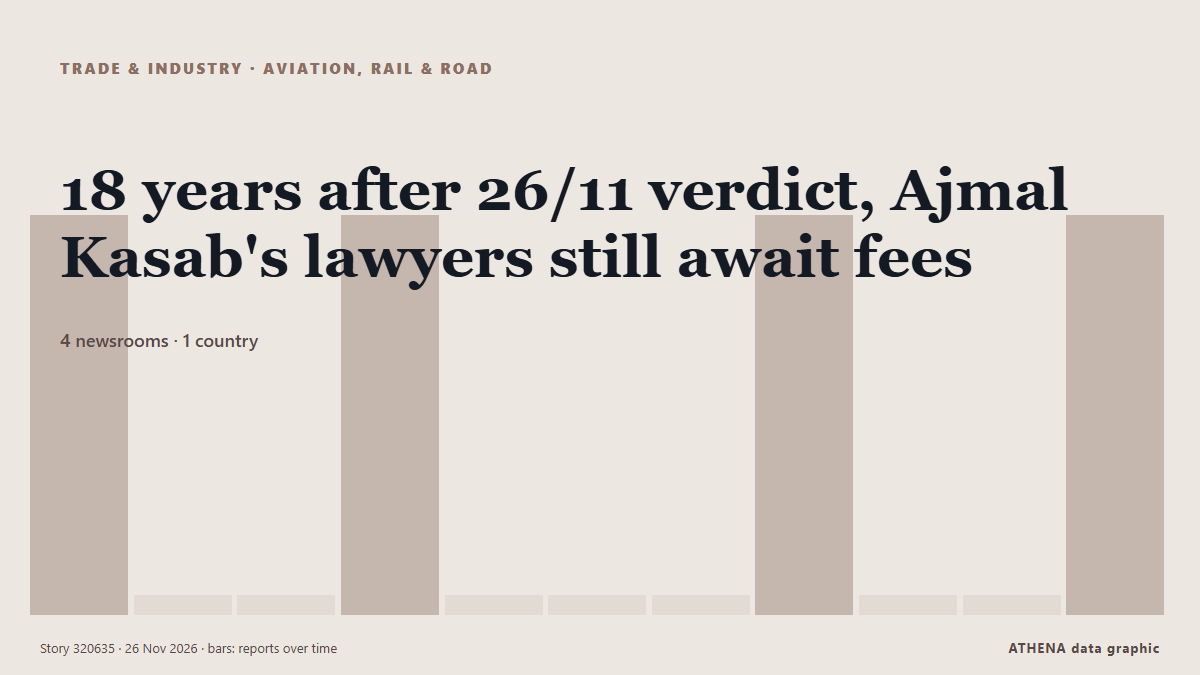 TRADE & INDUSTRY · AVIATION, RAIL & ROAD
18 years after 26/11 verdict, Ajmal
Kasab's lawyers still await fees
4 newsrooms · 1 country
Story 320635 · 26 Nov 2026 · bars: reports over time
ATHENA data graphic